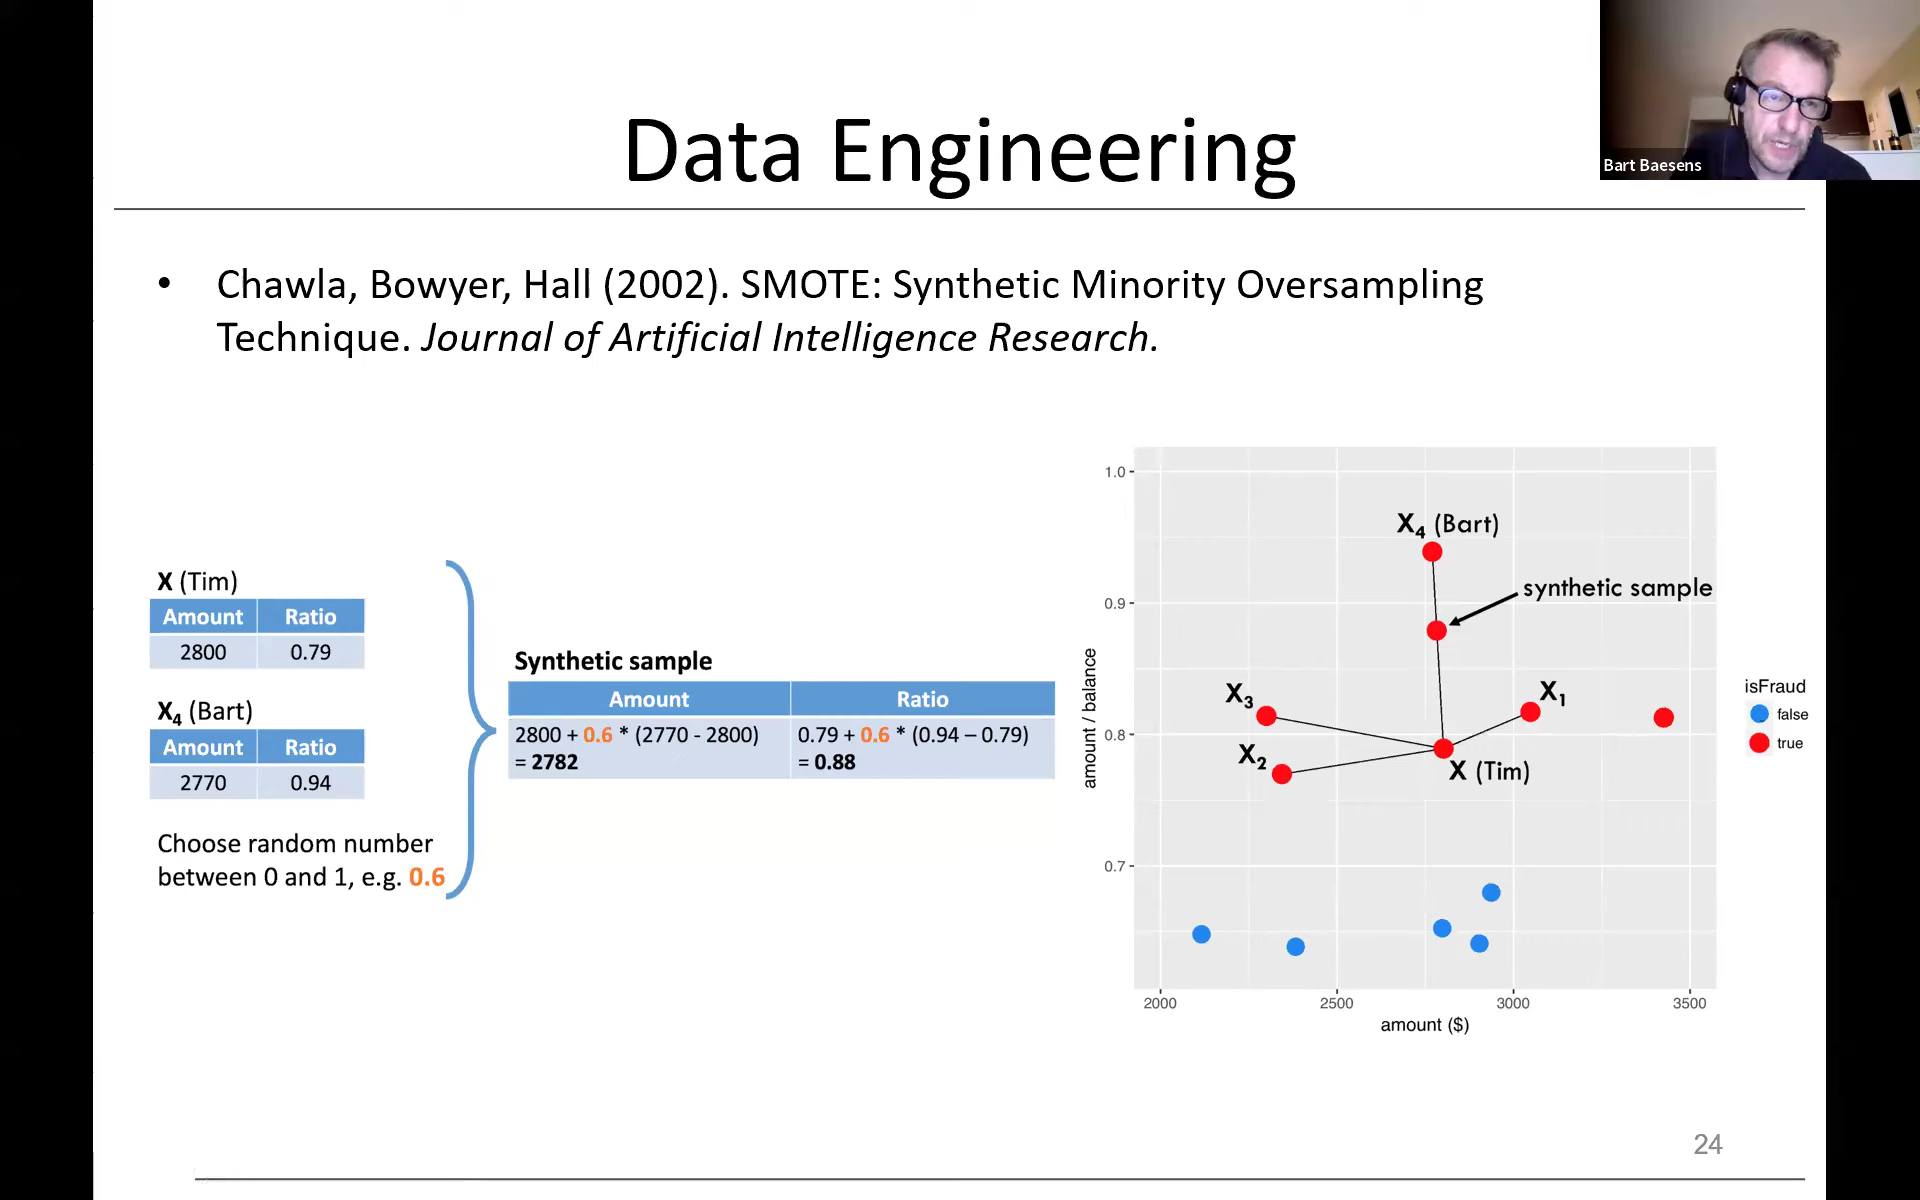 Data Engineering
Bart Baesens
• Chawla, Bowyer, Hall (2002). SMOTE: Synthetic Minority Oversampling
Technique. Journal of Artificial Intelligence Research.
X (Tim)
Amount Ratio
2800 0.79
X4 (Bart)
Amount Ratio
2770 0.94
Choose random number
between 0 and 1, e.g. 0.6
Synthetic sample
Amount Ratio
2800 + 0.6 * (2770 - 2800) 0.79 + 0.6 * (0.94 – 0.79)
= 2782 = 0.88
1.0
0.9
0.8
0.7
amount / balance
X4 (Bart)
synthetic sample
X3
X1
X2
X (Tim)
2000 2500 3000 3500
amount ($)
isFraud
false
true
24